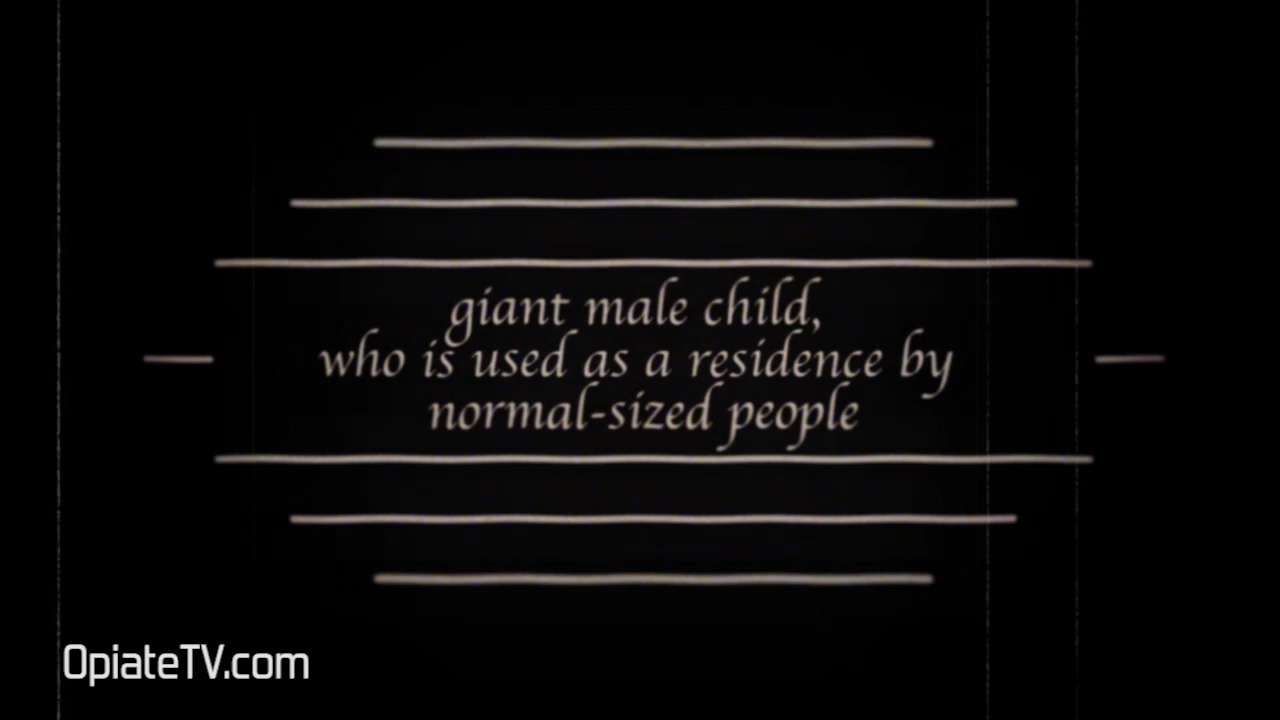 giant male child,
who is used as a residence by
normal-sized people
OpiateTV.com